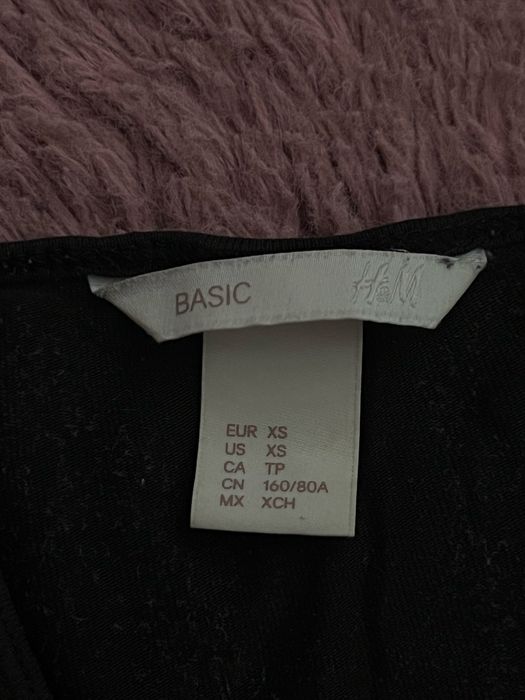 BASIC H&M
EUR XS
US XS
CA TP
CN 160/80A
MX XCH